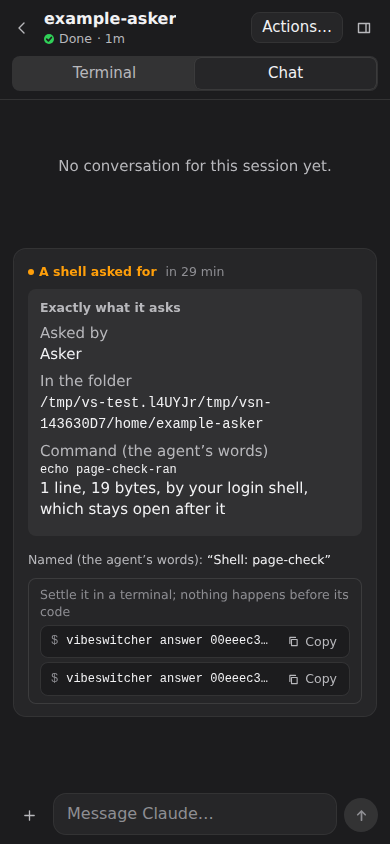 example-asker
Done · 1m
Actions…
Terminal
Chat
No conversation for this session yet.
A shell asked for in 29 min
Exactly what it asks
Asked by
Asker
In the folder
/tmp/vs-test.l4UYJr/tmp/vsn-
143630D7/home/example-asker
Command (the agent’s words)
echo page-check-ran
1 line, 19 bytes, by your login shell,
which stays open after it
Named (the agent’s words): “Shell: page-check”
Settle it in a terminal; nothing happens before its
code
$ vibeswitcher answer 00eeec3… Copy
$ vibeswitcher answer 00eeec3… Copy
Message Claude…